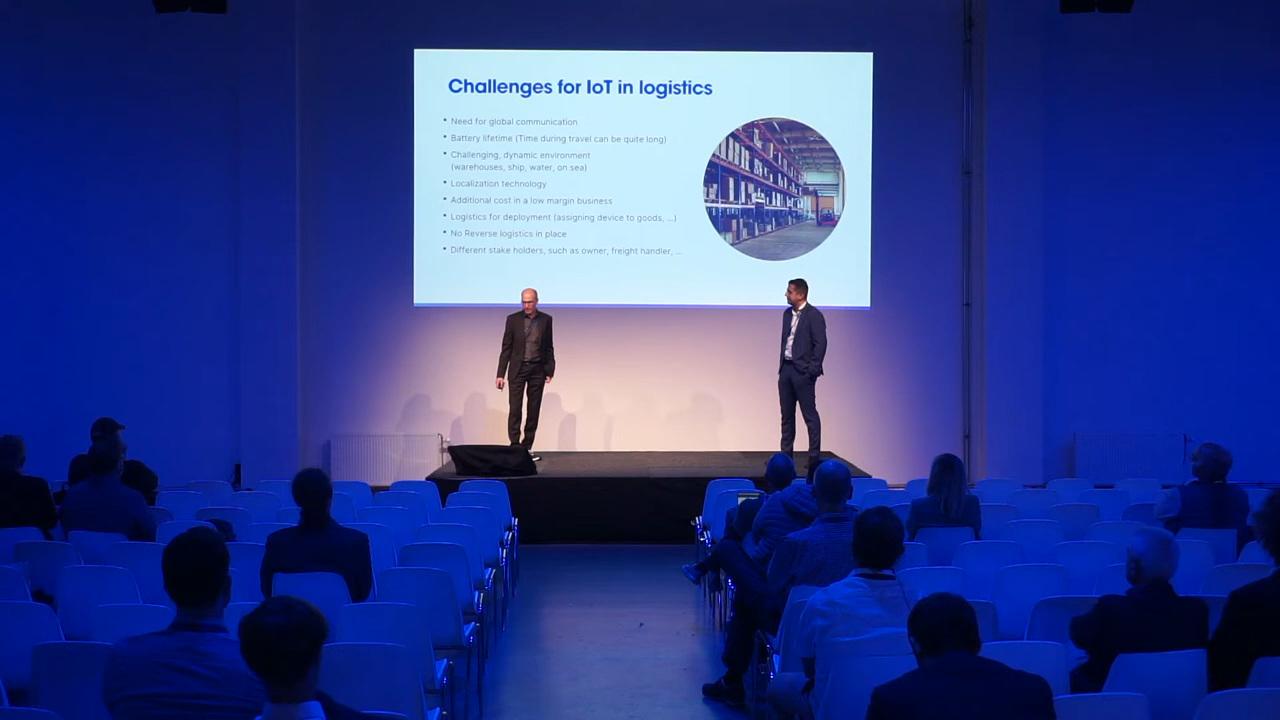 Challenges for IoT in logistics
• Need for global communication
• Battery lifetime (Time during travel can be quite long)
• Challenging, dynamic environment
(warehouses, ship, water, on sea)
• Localization technology
• Additional cost in a low margin business
• Logistics for deployment (assigning device to goods, ...)
• No Reverse logistics in place
• Different stake holders, such as owner, freight handler, ...